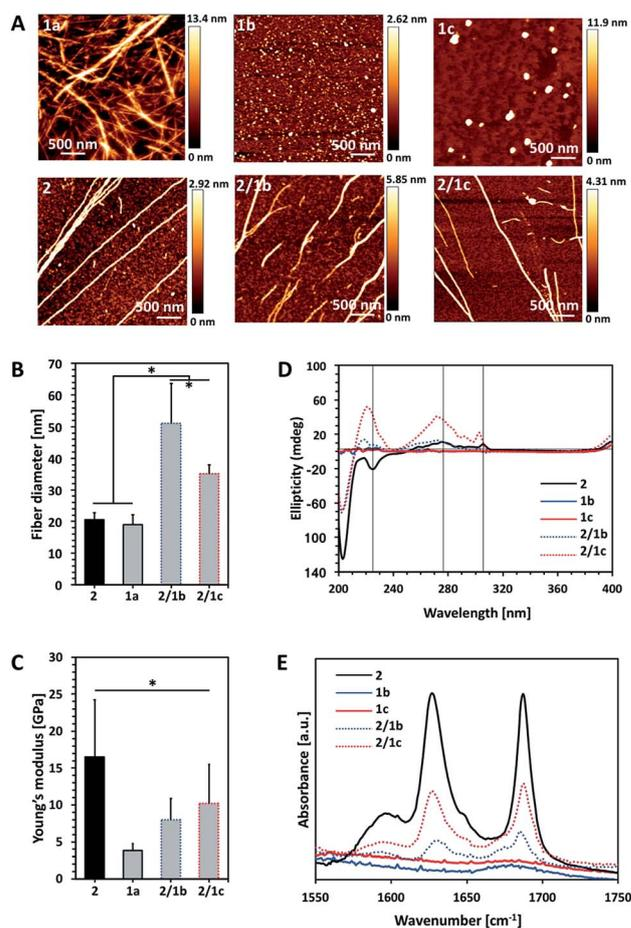 A
1a
13.4 nm
500 nm
0 nm
1b
2.62 nm
500 nm
0 nm
1c
11.9 nm
500 nm
0 nm
2
2.92 nm
500 nm
0 nm
2/1b
5.85 nm
500 nm
0 nm
2/1c
4.31 nm
500 nm
0 nm
B
Fiber diameter [nm]
70
60
50
40
30
20
10
0
*
*
2 1a 2/1b 2/1c
D
Ellipticity (mdeg)
100
60
20
-20
-60
100
140
2
1b
1c
2/1b
2/1c
200 240 280 320 360 400
Wavelength [nm]
C
Young's modulus [GPa]
30
25
20
15
10
5
0
*
2 1a 2/1b 2/1c
E
Absorbance [a.u.]
2
1b
1c
2/1b
2/1c
1550 1600 1650 1700 1750
Wavenumber [cm-1]